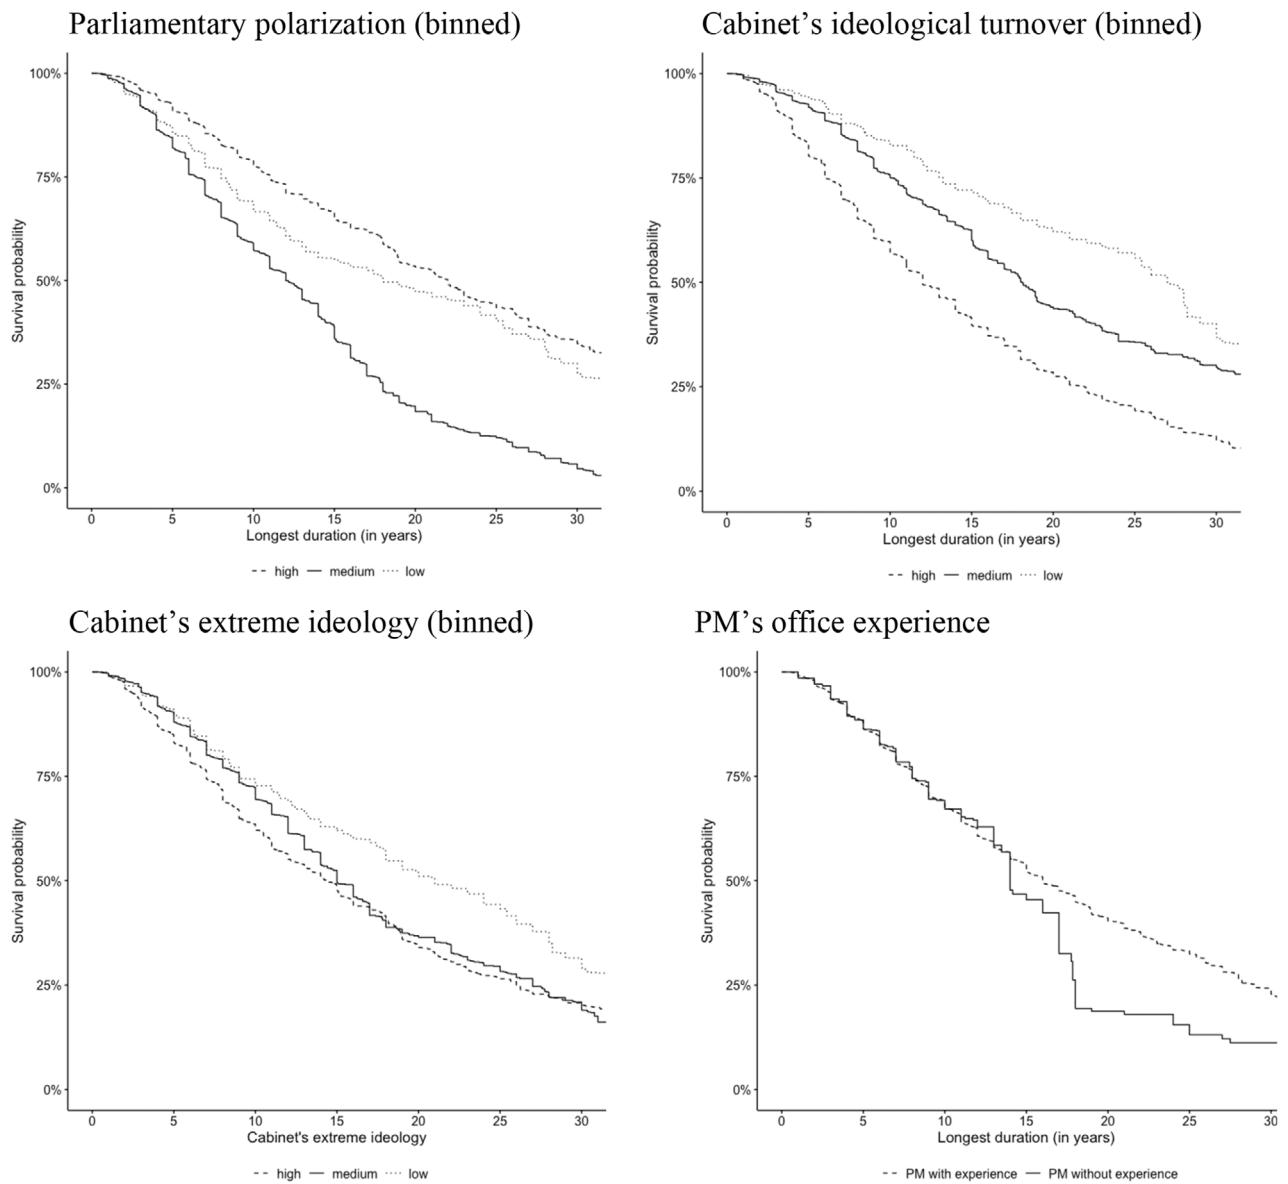 Parliamentary polarization (binned)
Survival probability
100%
75%
50%
25%
0%
0 5 10 15 20 25 30
Longest duration (in years)
high medium low
Cabinet’s ideological turnover (binned)
Survival probability
100%
75%
50%
25%
0%
0 5 10 15 20 25 30
Longest duration (in years)
high medium low
Cabinet’s extreme ideology (binned)
Survival probability
100%
75%
50%
25%
0%
0 5 10 15 20 25 30
Cabinet's extreme ideology
high medium low
PM’s office experience
Survival probability
100%
75%
50%
25%
0%
0 5 10 15 20 25 30
Longest duration (in years)
PM with experience PM without experience